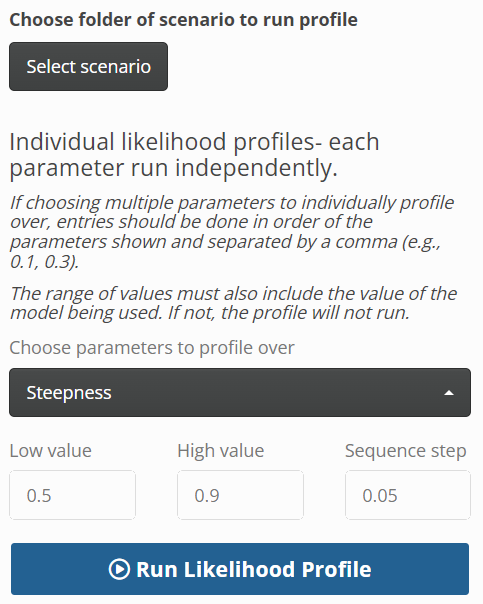 Choose folder of scenario to run profile
Select scenario
Individual likelihood profiles- each
parameter run independently.
If choosing multiple parameters to individually profile
over, entries should be done in order of the
parameters shown and separated by a comma (e.g.,
0.1, 0.3).
The range of values must also include the value of the
model being used. If not, the profile will not run.
Choose parameters to profile over
Steepness
Low value High value Sequence step
0.5 0.9 0.05
Run Likelihood Profile